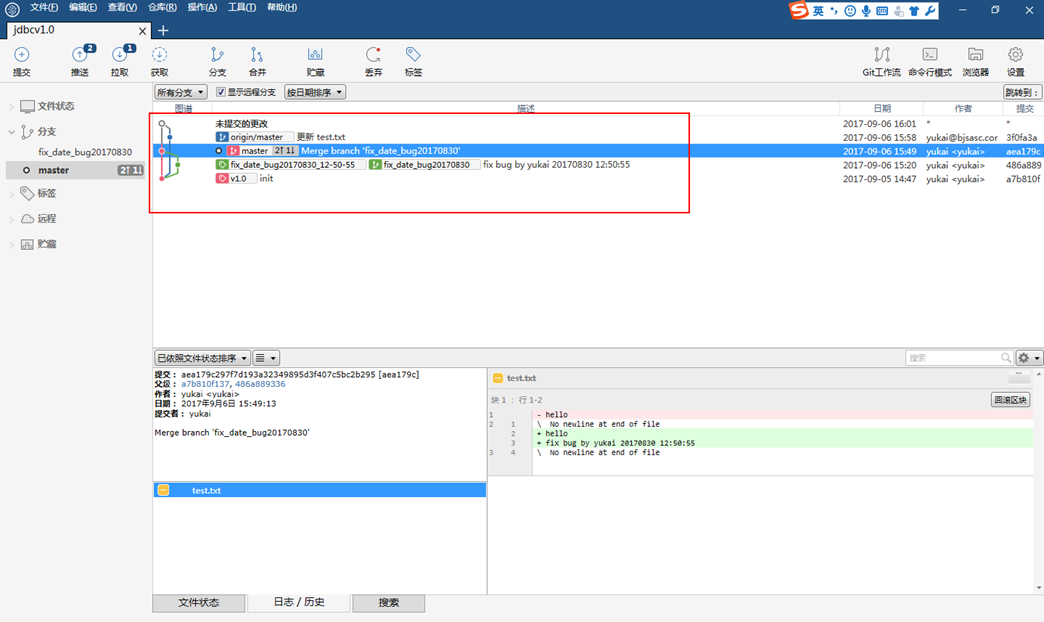 文件(F) 编辑(E) 查看(V) 仓库(R) 操作(A) 工具(T) 帮助(H)
英
jdbcv1.0
提交 推送 2 拉取 1 获取 分支 合并 贮藏 丢弃 标签 Git工作流 命令行模式 浏览器 设置
所有分支 显示远程分支 按日期排序 跳转到：
图谱 描述 日期 作者 提交
文件状态
分支
fix_date_bug20170830
master 2↑ 1↓
标签
远程
贮藏
未提交的更改 2017-09-06 16:01 * *
origin/master 更新 test.txt 2017-09-06 15:58 yukai@bjsasc.cor 3f0fa3a
master 2↑ 1↓ Merge branch 'fix_date_bug20170830' 2017-09-06 15:49 yukai <yukai> aea179c
fix_date_bug20170830_12-50-55 fix_date_bug20170830 fix bug by yukai 20170830 12:50:55 2017-09-06 15:20 yukai <yukai> 486a889
v1.0 init 2017-09-05 14:47 yukai <yukai> a7b810f
已依照文件状态排序 搜索
提交： aea179c297f7d193a32349895d3f407c5bc2b295 [aea179c]
父级： a7b810f137, 486a889336
作者： yukai <yukai>
日期： 2017年9月6日 15:49:13
提交者： yukai
Merge branch 'fix_date_bug20170830'
test.txt
test.txt
块 1 ：行 1-2 回滚区块
1 - hello
2 1 \ No newline at end of file
2 + hello
3 + fix bug by yukai 20170830 12:50:55
3 4 \ No newline at end of file
文件状态 日志 / 历史 搜索